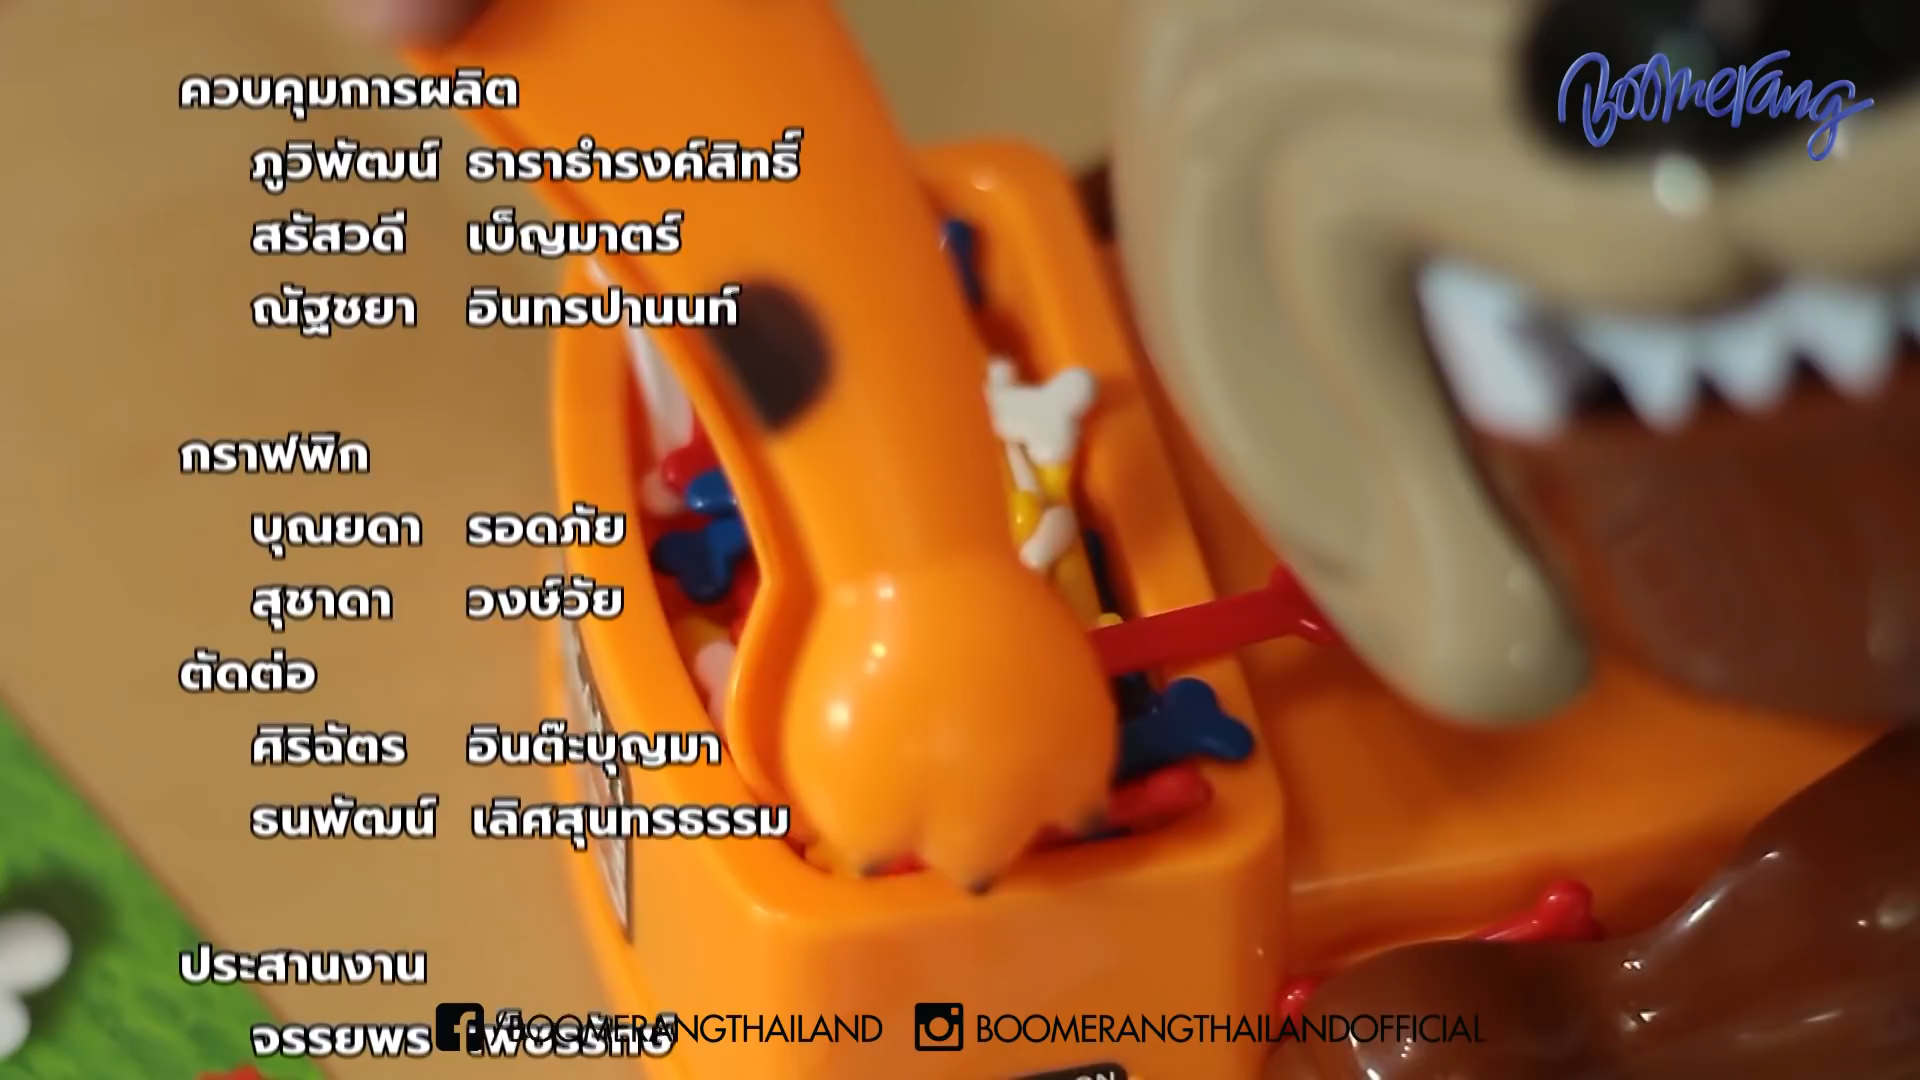 Boomerang
ควบคุมการผลิต
ภูวิพัฒน์ ธาราธำรงค์สิทธิ์
สรัสวดี เบ็ญมาตร์
ณัฐชยา อินทรปานนท์
กราฟฟิก
บุณยดา รอดภัย
สุชาดา วงษ์วัย
ตัดต่อ
ศิริฉัตร อินต๊ะบุญมา
ธนพัฒน์ เลิศสุนทรธรรม
ประสานงาน
จรรยพร
/BOOMERANGTHAILAND BOOMERANGTHAILANDOFFICIAL
ON